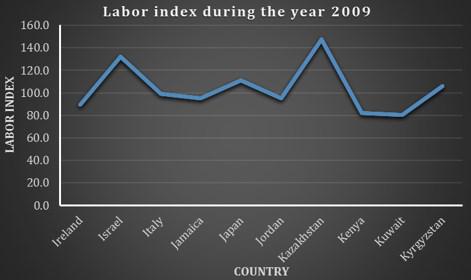 Labor index during the year 2009
LABOR INDEX
160.0
140.0
120.0
100.0
80.0
60.0
40.0
20.0
0.0
Ireland
Israel
Italy
Jamaica
Japan
Jordan
Kazakhstan
Kenya
Kuwait
Kyrgyzstan
COUNTRY